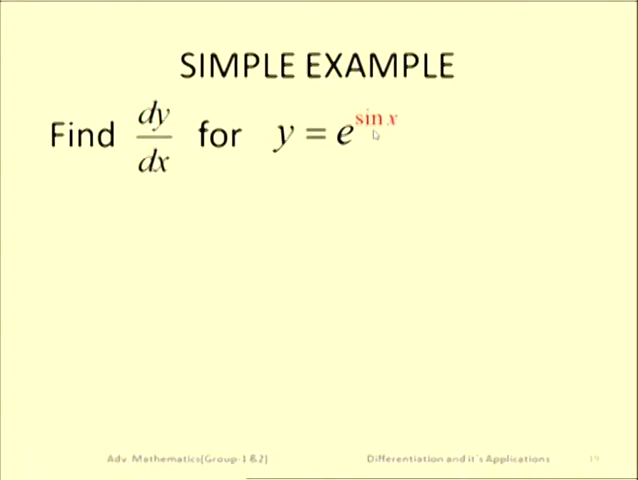 SIMPLE EXAMPLE
Find dy/dx for y = e^sin x
Adv. Mathematics(Group-1 &2) Differentiation and it`s Applications 19